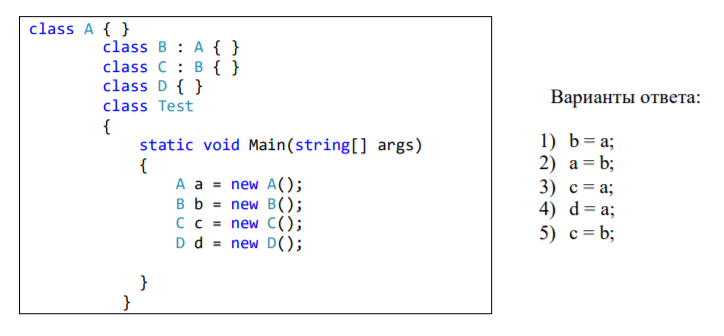 class A { }
class B : A { }
class C : B { }
class D { }
class Test
{
static void Main(string[] args)
{
A a = new A();
B b = new B();
C c = new C();
D d = new D();
}
}
Варианты ответа:
1) b = a;
2) a = b;
3) c = a;
4) d = a;
5) c = b;